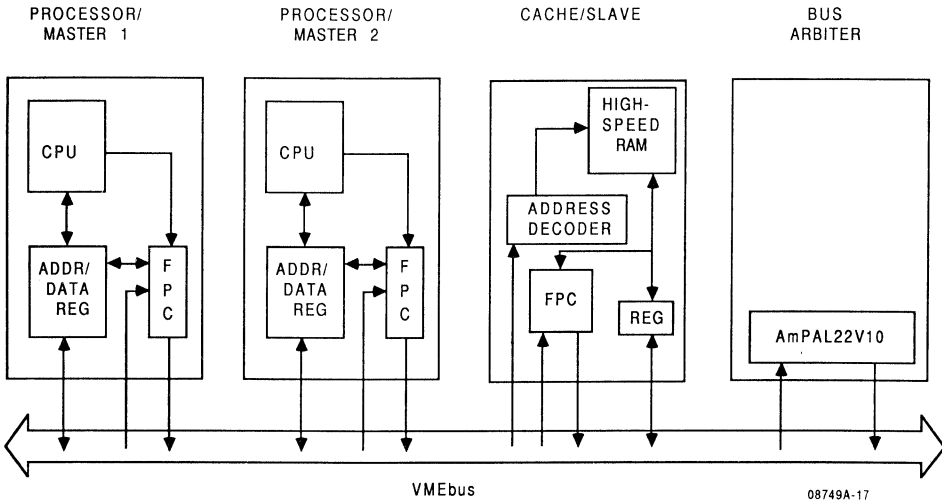 PROCESSOR/
MASTER 1
PROCESSOR/
MASTER 2
CACHE/SLAVE
BUS
ARBITER
CPU
ADDR/
DATA
REG
F
P
C
CPU
ADDR/
DATA
REG
F
P
C
HIGH-
SPEED
RAM
ADDRESS
DECODER
FPC
REG
AmPAL22V10
VMEbus
08749A-17